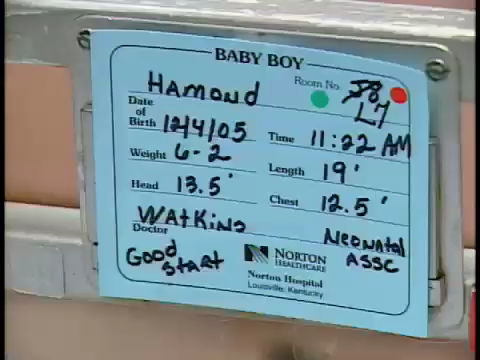 BABY BOY
Hamond Room No. 58
L7
Date of Birth 12/4/05 Time 11:22 AM
Weight 6-2 Length 19'
Head 13.5' Chest 12.5'
Watkins Neonatal
Doctor ASSC
Good Start
NORTON
HEALTHCARE
Norton Hospital
Louisville, Kentucky